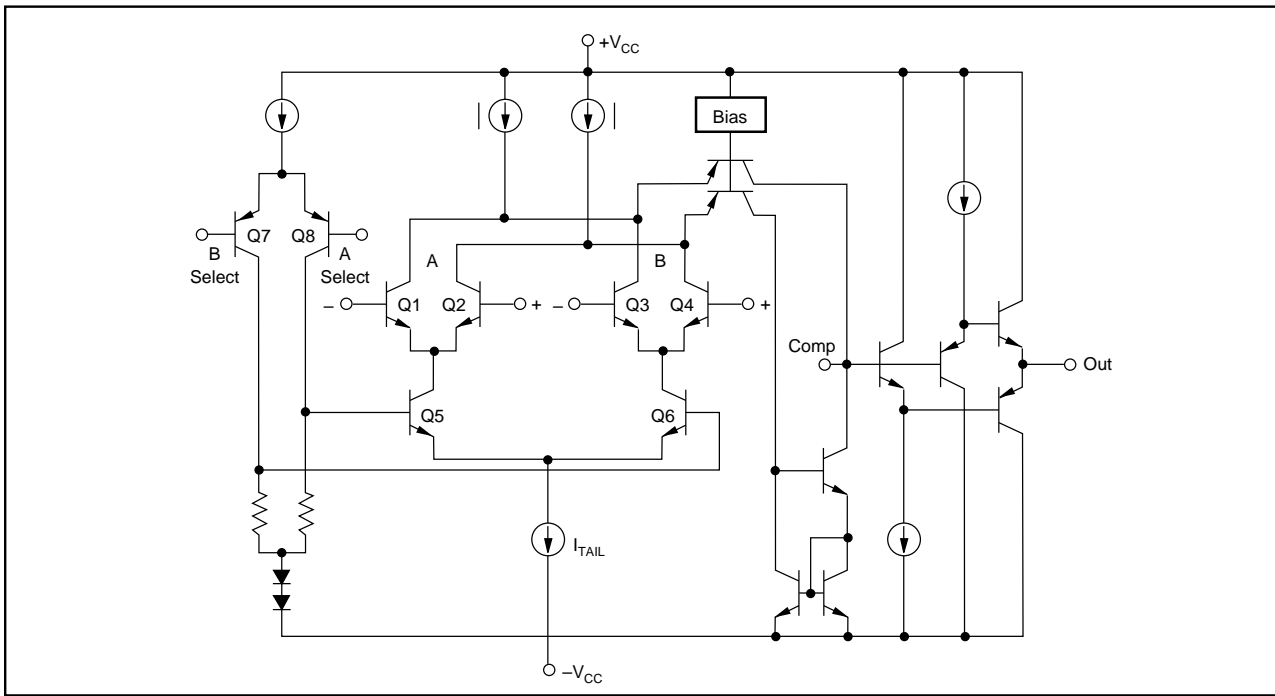 +VCC
Bias
Q7
Q8
B
Select
A
Select
A
B
–
Q1
Q2
+
–
Q3
Q4
+
Comp
Out
Q5
Q6
ITAIL
–VCC